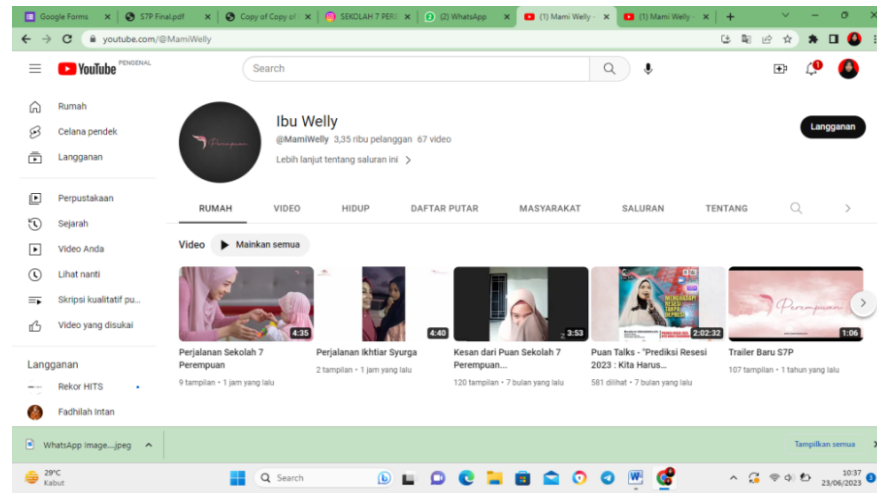 Google Forms
S7P Final.pdf
Copy of Copy of
SEKOLAH 7 PERE
(2) WhatsApp
(1) Mami Welly -
(1) Mami Welly -
youtube.com/@MamiWelly
YouTube PENGENAL
Search
Rumah
Celana pendek
Langganan
Perpustakaan
Sejarah
Video Anda
Lihat nanti
Skripsi kualitatif pu...
Video yang disukai
Langganan
Rekor HITS
Fadhilah Intan
Perempuan
Ibu Welly
@MamiWelly 3,35 ribu pelanggan 67 video
Lebih lanjut tentang saluran ini
Langganan
RUMAH VIDEO HIDUP DAFTAR PUTAR MASYARAKAT SALURAN TENTANG
Video Mainkan semua
4:35
Perjalanan Sekolah 7
Perempuan
9 tampilan • 1 jam yang lalu
4:40
Perjalanan Ikhtiar Syurga
2 tampilan • 1 jam yang lalu
3:53
Kesan dari Puan Sekolah 7
Perempuan...
120 tampilan • 7 bulan yang lalu
MENGHADAPI
RESESI
TANPA
DEPRESI
2:02:32
Puan Talks - "Prediksi Resesi
2023 : Kita Harus...
581 dilihat • 7 bulan yang lalu
Perempuan
1:06
Trailer Baru S7P
107 tampilan • 1 tahun yang lalu
WhatsApp Image....jpeg
Tampilkan semua
29°C
Kabut
Search
10:37
23/06/2023